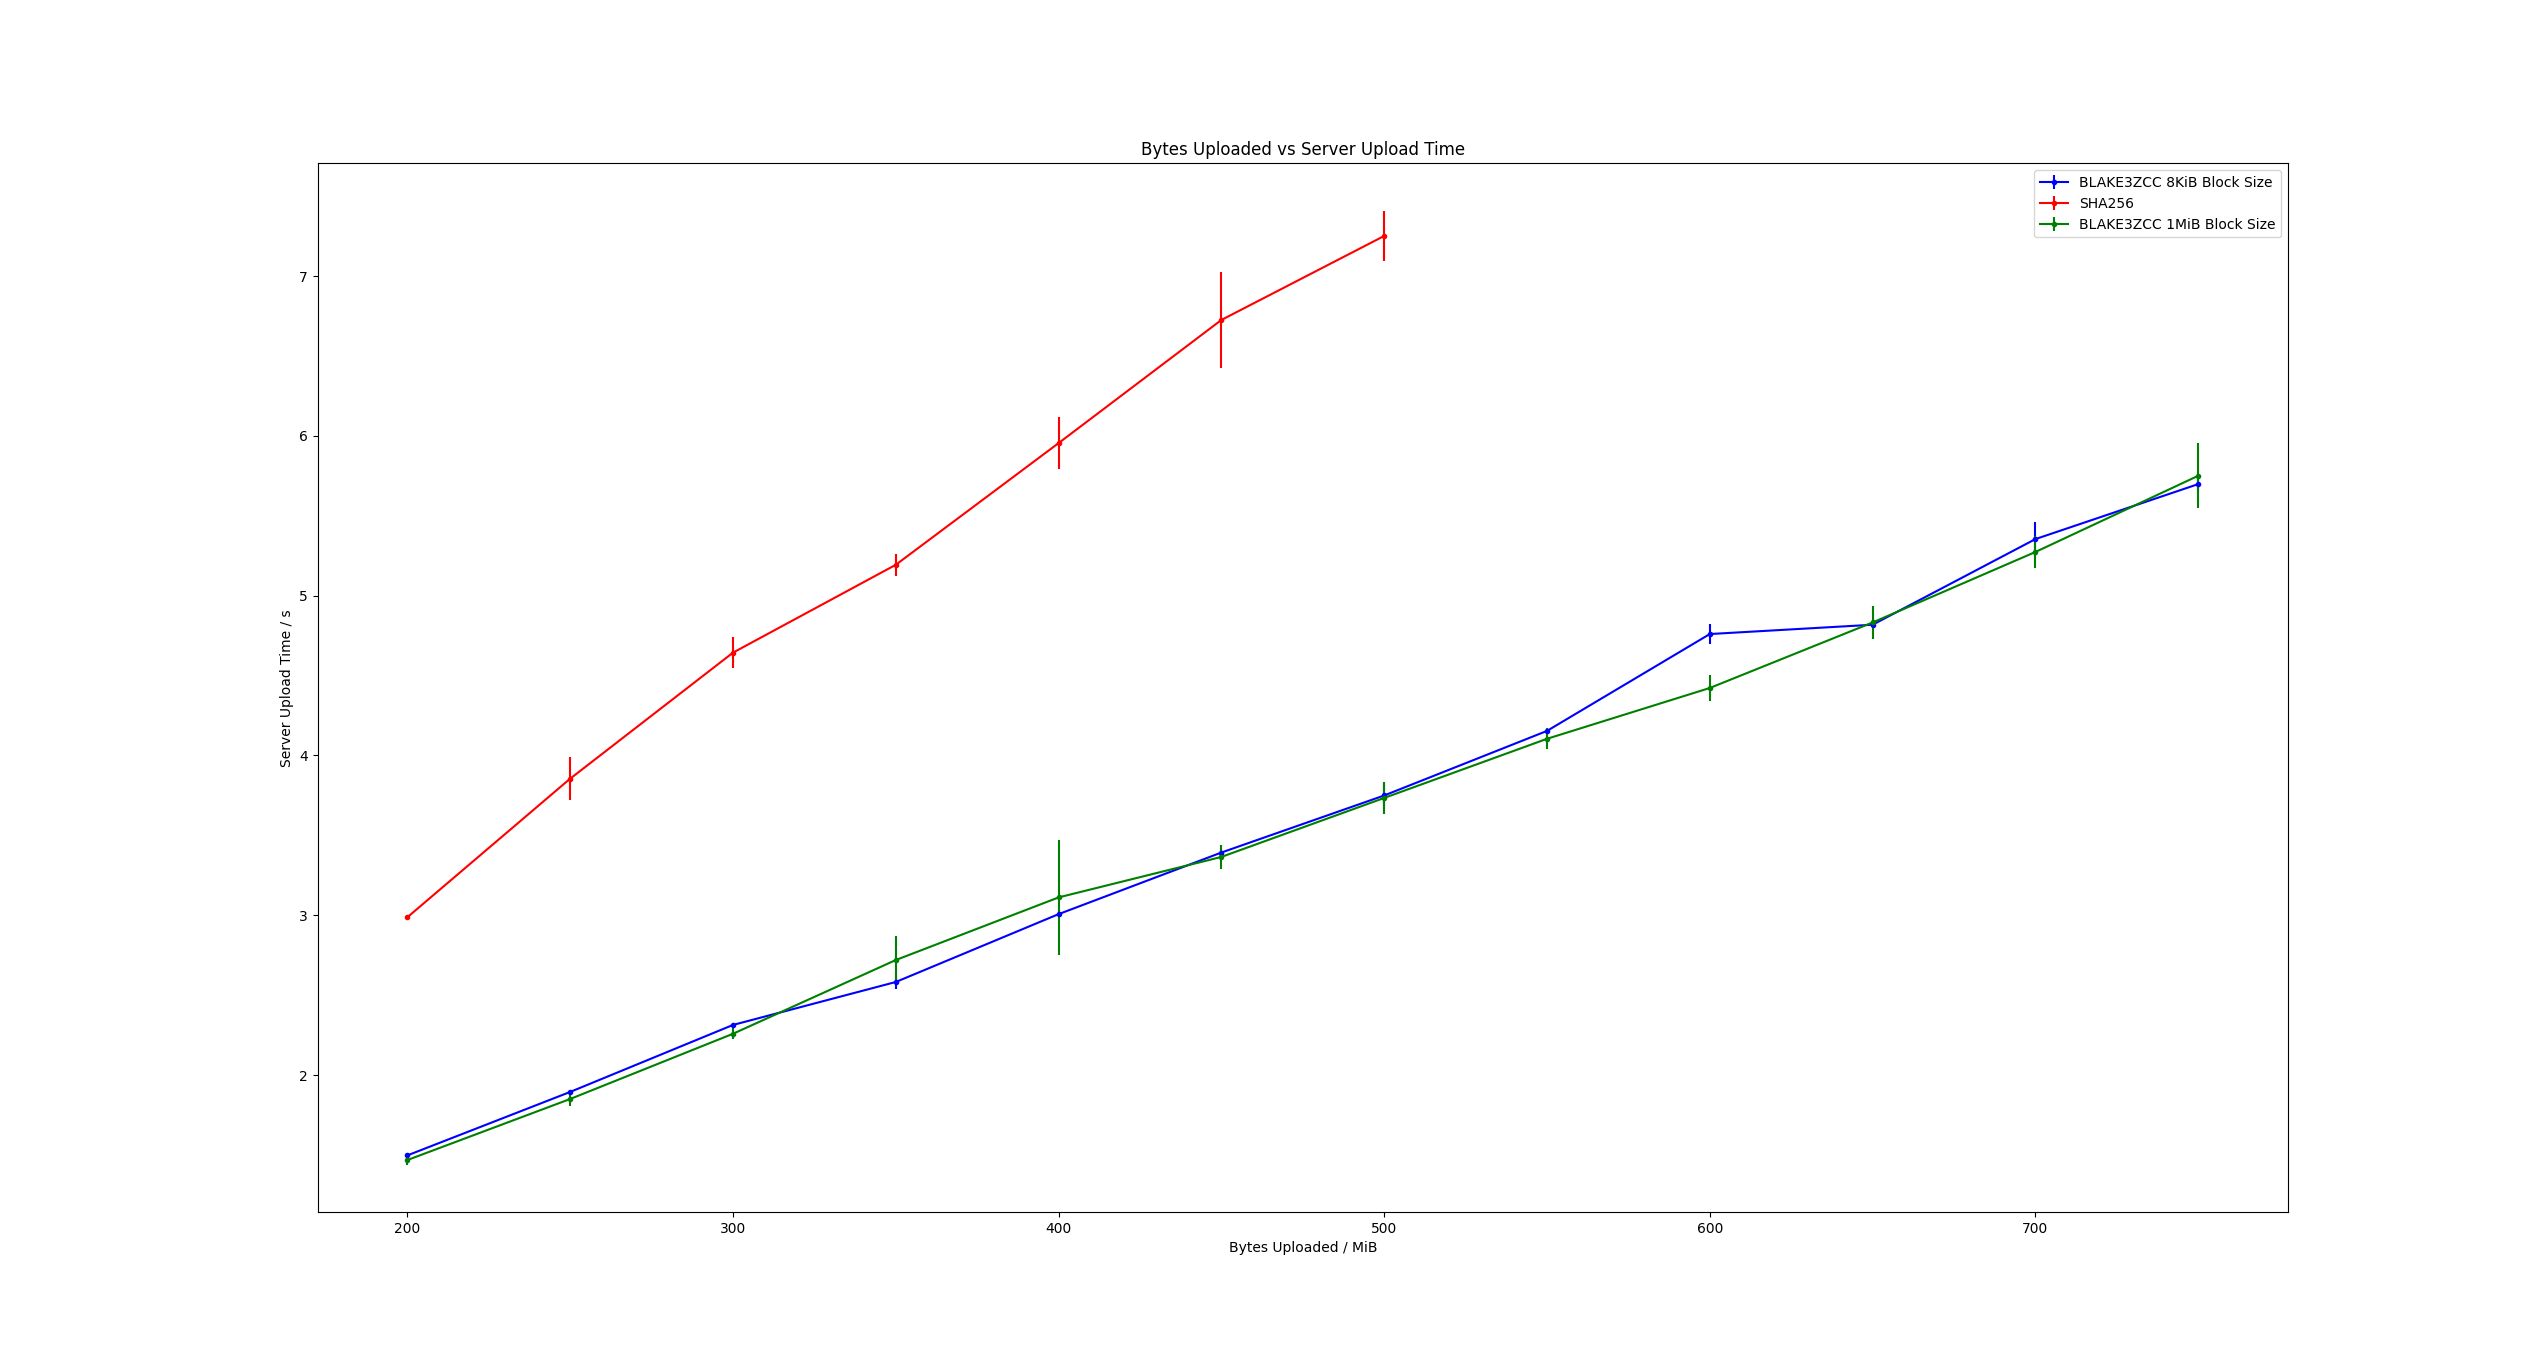 Bytes Uploaded vs Server Upload Time
BLAKE3ZCC 8KiB Block Size
SHA256
BLAKE3ZCC 1MiB Block Size
7
6
5
4
3
2
Server Upload Time / s
200 300 400 500 600 700
Bytes Uploaded / MiB